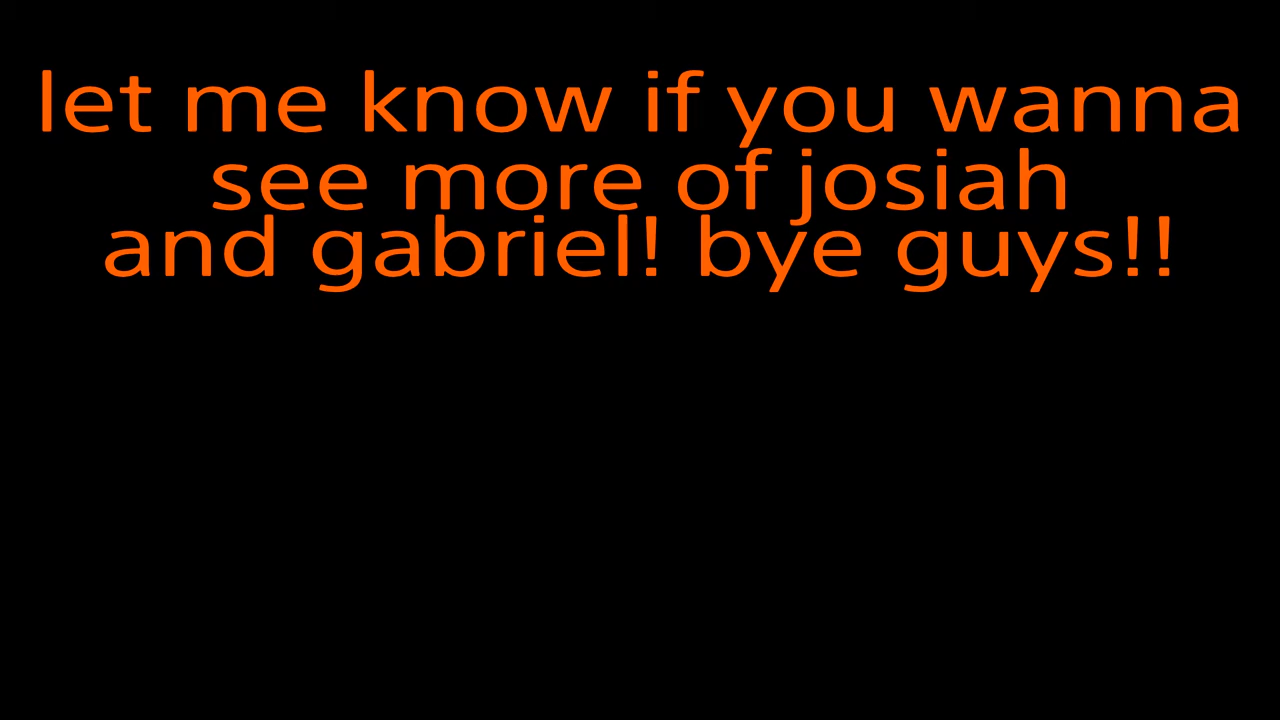 let me know if you wanna
see more of josiah
and gabriel! bye guys!!